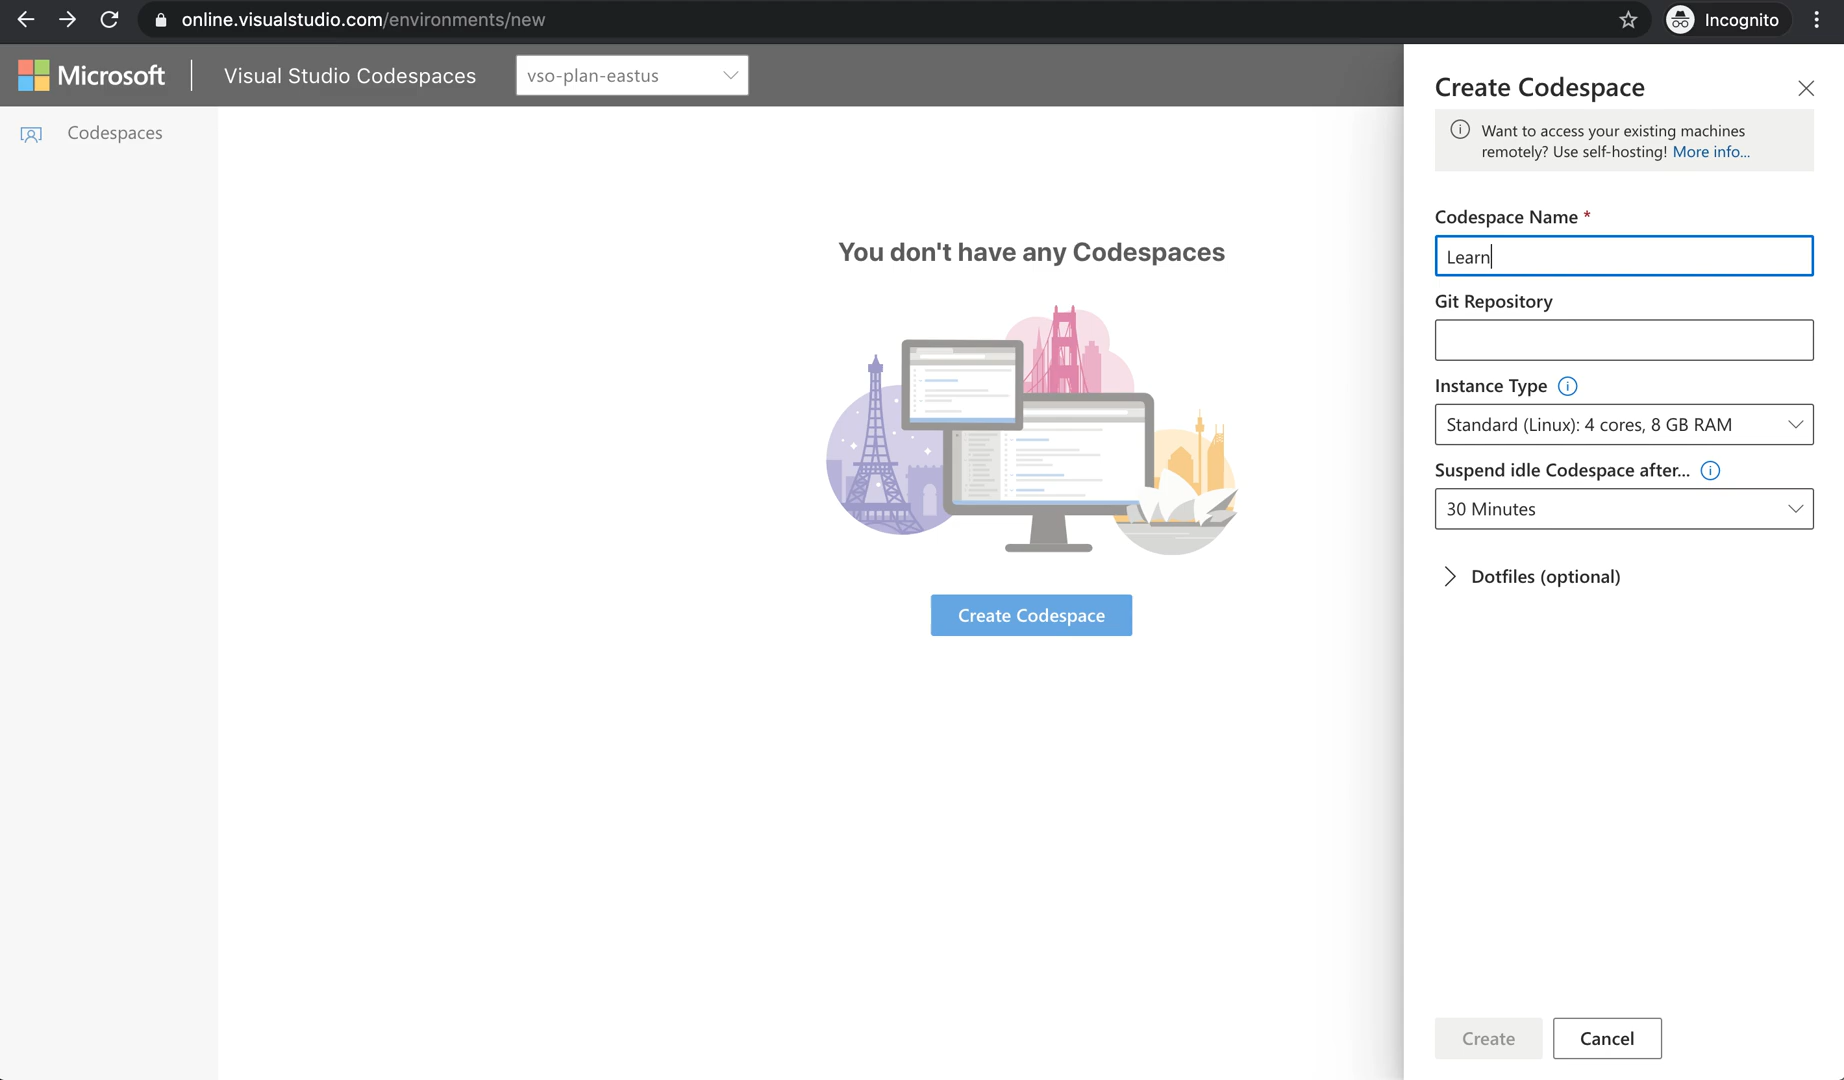 online.visualstudio.com/environments/new
Incognito
Microsoft
Visual Studio Codespaces
vso-plan-eastus
Codespaces
You don't have any Codespaces
Create Codespace
Create Codespace
Want to access your existing machines
remotely? Use self-hosting! More info...
Codespace Name *
Learn
Git Repository
Instance Type
Standard (Linux): 4 cores, 8 GB RAM
Suspend idle Codespace after...
30 Minutes
Dotfiles (optional)
Create
Cancel